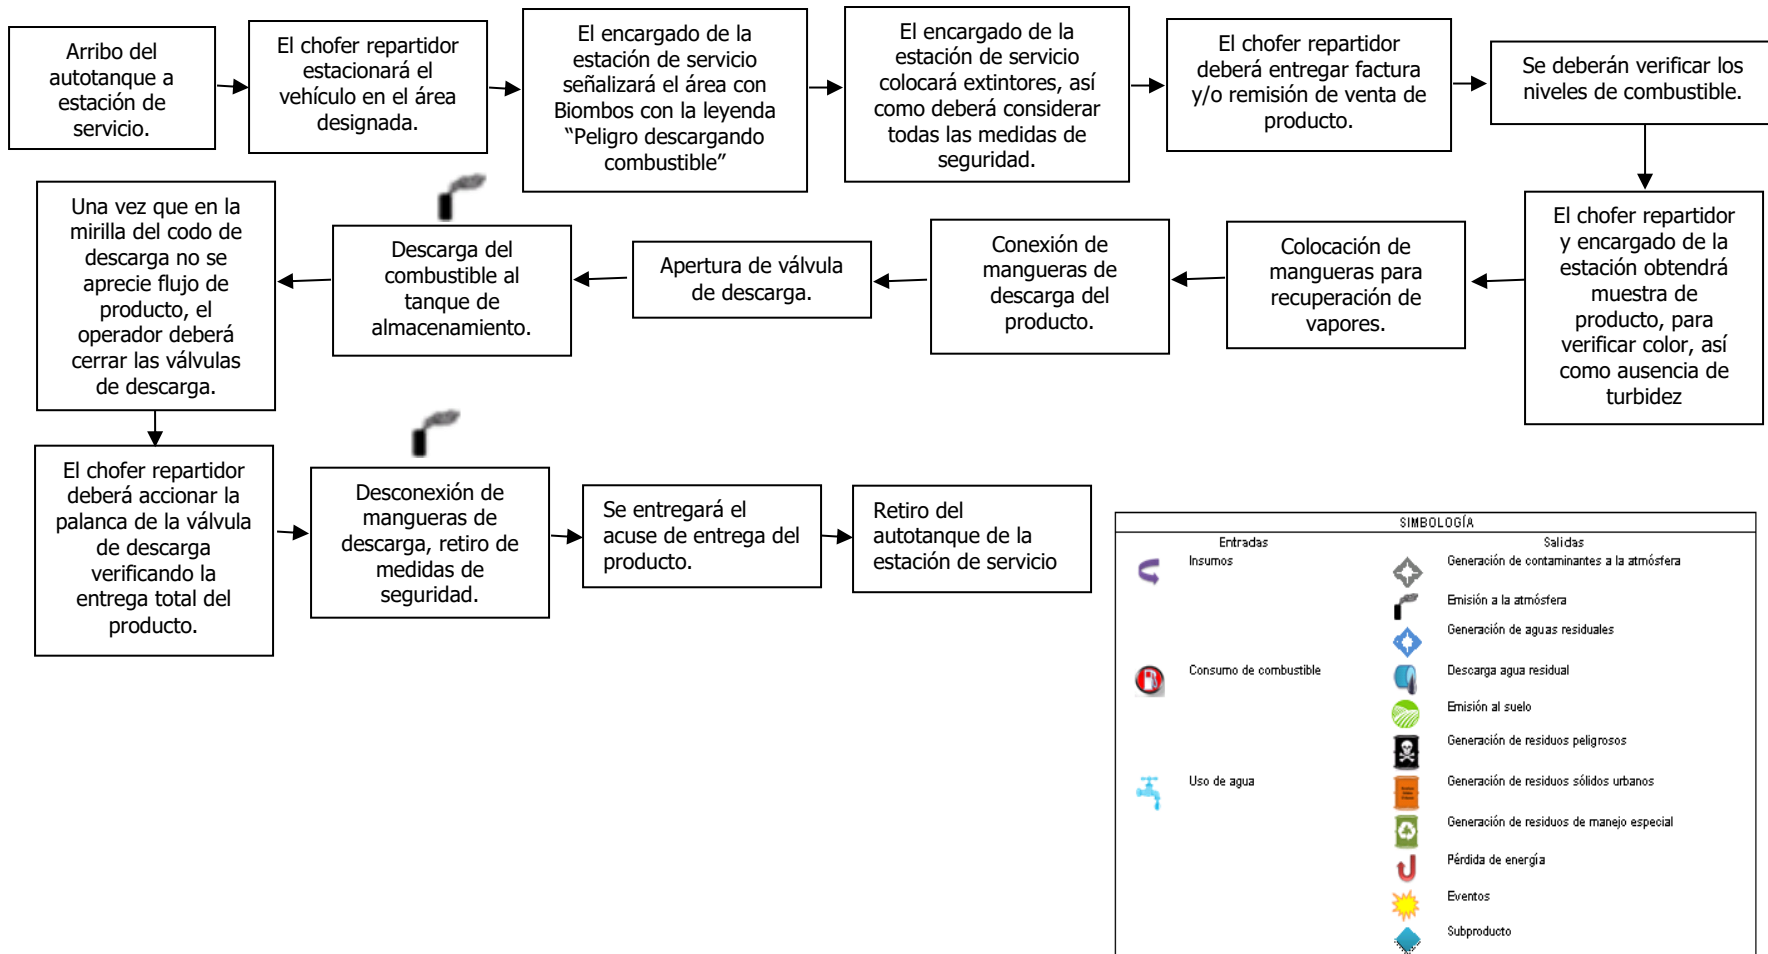 Arribo del
autotanque a
estación de
servicio.
El chofer repartidor
estacionará el
vehículo en el área
designada.
El encargado de la
estación de servicio
señalizará el área con
Biombos con la leyenda
“Peligro descargando
combustible”
El encargado de la
estación de servicio
colocará extintores, así
como deberá considerar
todas las medidas de
seguridad.
El chofer repartidor
deberá entregar factura
y/o remisión de venta de
producto.
Se deberán verificar los
niveles de combustible.
El chofer repartidor
y encargado de la
estación obtendrá
muestra de
producto, para
verificar color, así
como ausencia de
turbidez
Colocación de
mangueras para
recuperación de
vapores.
Conexión de
mangueras de
descarga del
producto.
Apertura de válvula
de descarga.
Descarga del
combustible al
tanque de
almacenamiento.
Una vez que en la
mirilla del codo de
descarga no se
aprecie flujo de
producto, el
operador deberá
cerrar las válvulas
de descarga.
El chofer repartidor
deberá accionar la
palanca de la válvula
de descarga
verificando la
entrega total del
producto.
Desconexión de
mangueras de
descarga, retiro de
medidas de
seguridad.
Se entregará el
acuse de entrega del
producto.
Retiro del
autotanque de la
estación de servicio
SIMBOLOGÍA
Entradas
Salidas
Insumos
Generación de contaminantes a la atmósfera
Emisión a la atmósfera
Generación de aguas residuales
Consumo de combustible
Descarga agua residual
Emisión al suelo
Generación de residuos peligrosos
Uso de agua
Generación de residuos sólidos urbanos
Generación de residuos de manejo especial
Pérdida de energía
Eventos
Subproducto